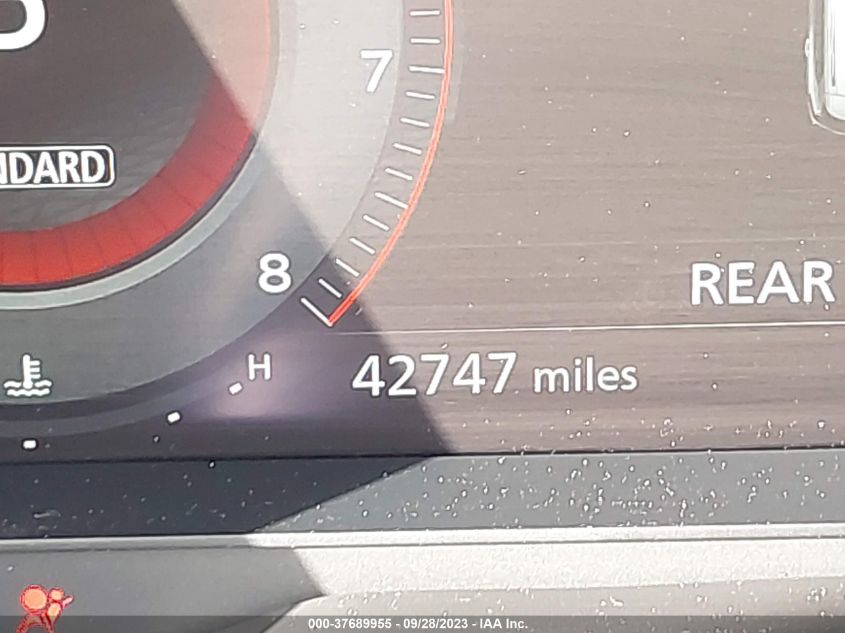 7
NDARD
8
REAR
H
42747 miles
000-37689955 - 09/28/2023 - IAA Inc.